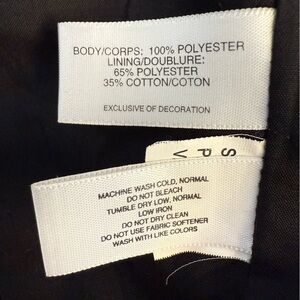 BODY/CORPS: 100% POLYESTER
LINING/DOUBLURE:
65% POLYESTER
35% COTTON/COTON
EXCLUSIVE OF DECORATION
S
P
V
MACHINE WASH COLD, NORMAL
DO NOT BLEACH
TUMBLE DRY LOW, NORMAL
LOW IRON
DO NOT DRY CLEAN
DO NOT USE FABRIC SOFTENER
WASH WITH LIKE COLORS